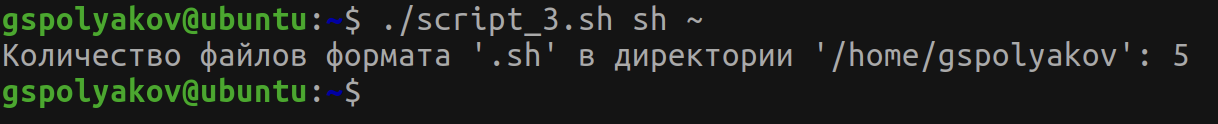 gspolyakov@ubuntu:~$ ./script_3.sh sh ~
Количество файлов формата '.sh' в директории '/home/gspolyakov': 5
gspolyakov@ubuntu:~$